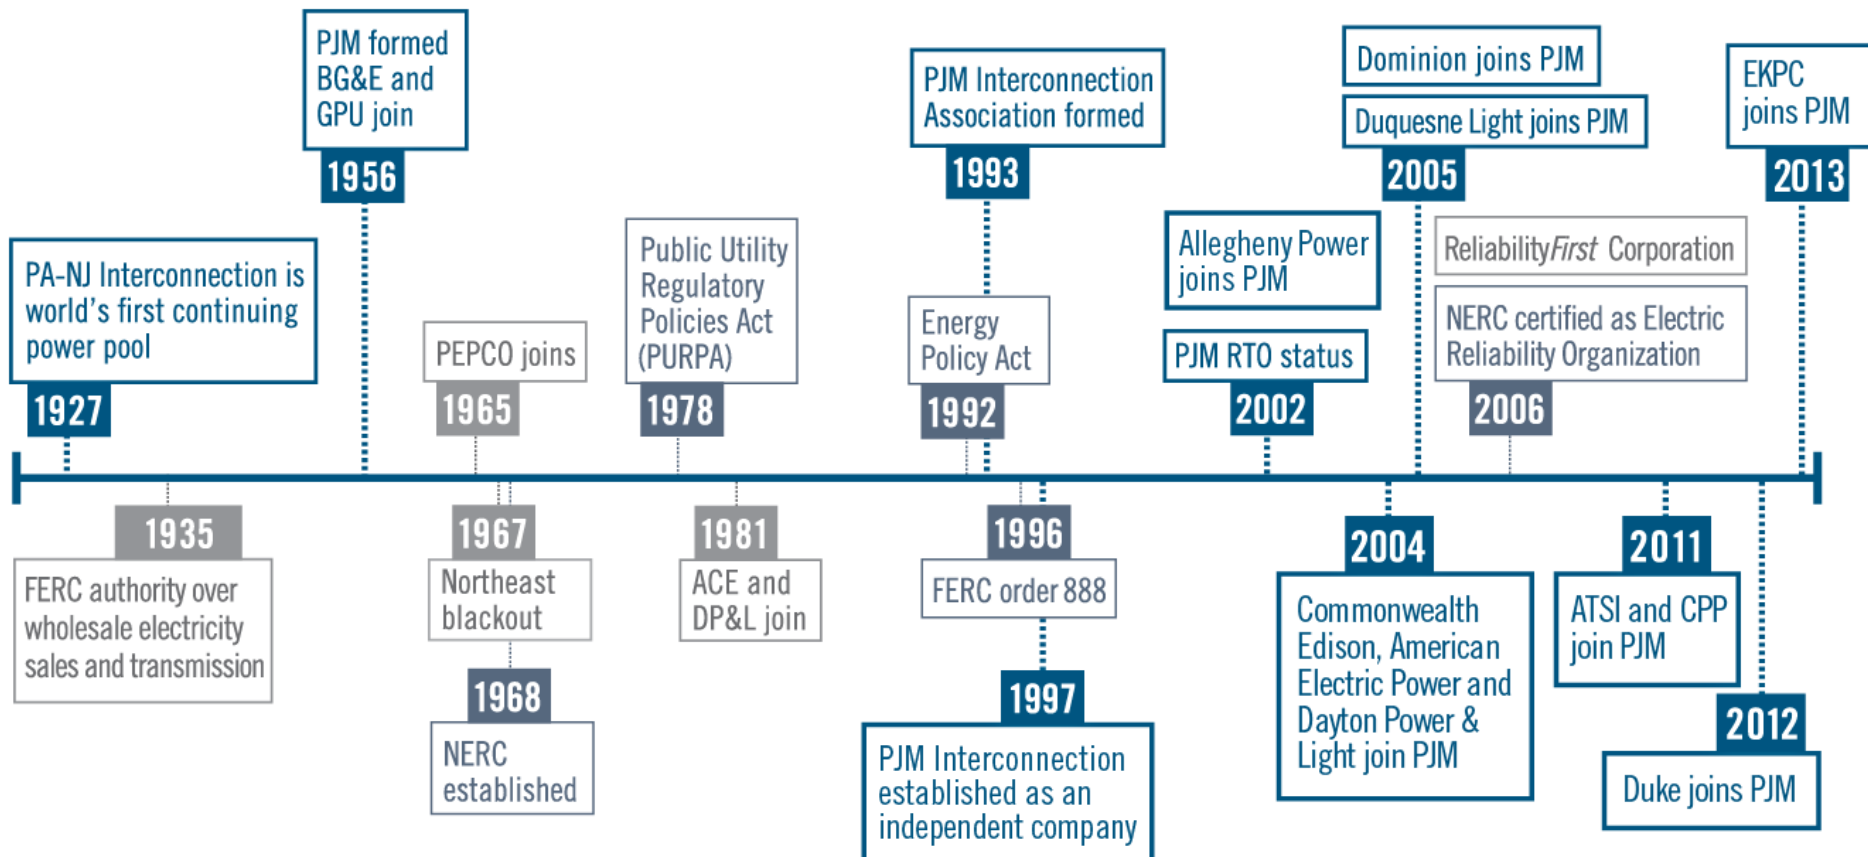 PJM formed
BG&E and
GPU join
1956
PJM Interconnection
Association formed
1993
Dominion joins PJM
Duquesne Light joins PJM
2005
EKPC
joins PJM
2013
PA-NJ Interconnection is
world's first continuing
power pool
1927
PEPCO joins
1965
Public Utility
Regulatory
Policies Act
(PURPA)
1978
Energy
Policy Act
1992
Allegheny Power
joins PJM
PJM RTO status
2002
ReliabilityFirst Corporation
NERC certified as Electric
Reliability Organization
2006
1935
FERC authority over
wholesale electricity
sales and transmission
1967
Northeast
blackout
1968
NERC
established
1981
ACE and
DP&L join
1996
FERC order 888
1997
PJM Interconnection
established as an
independent company
2004
Commonwealth
Edison, American
Electric Power and
Dayton Power &
Light join PJM
2011
ATSI and CPP
join PJM
2012
Duke joins PJM